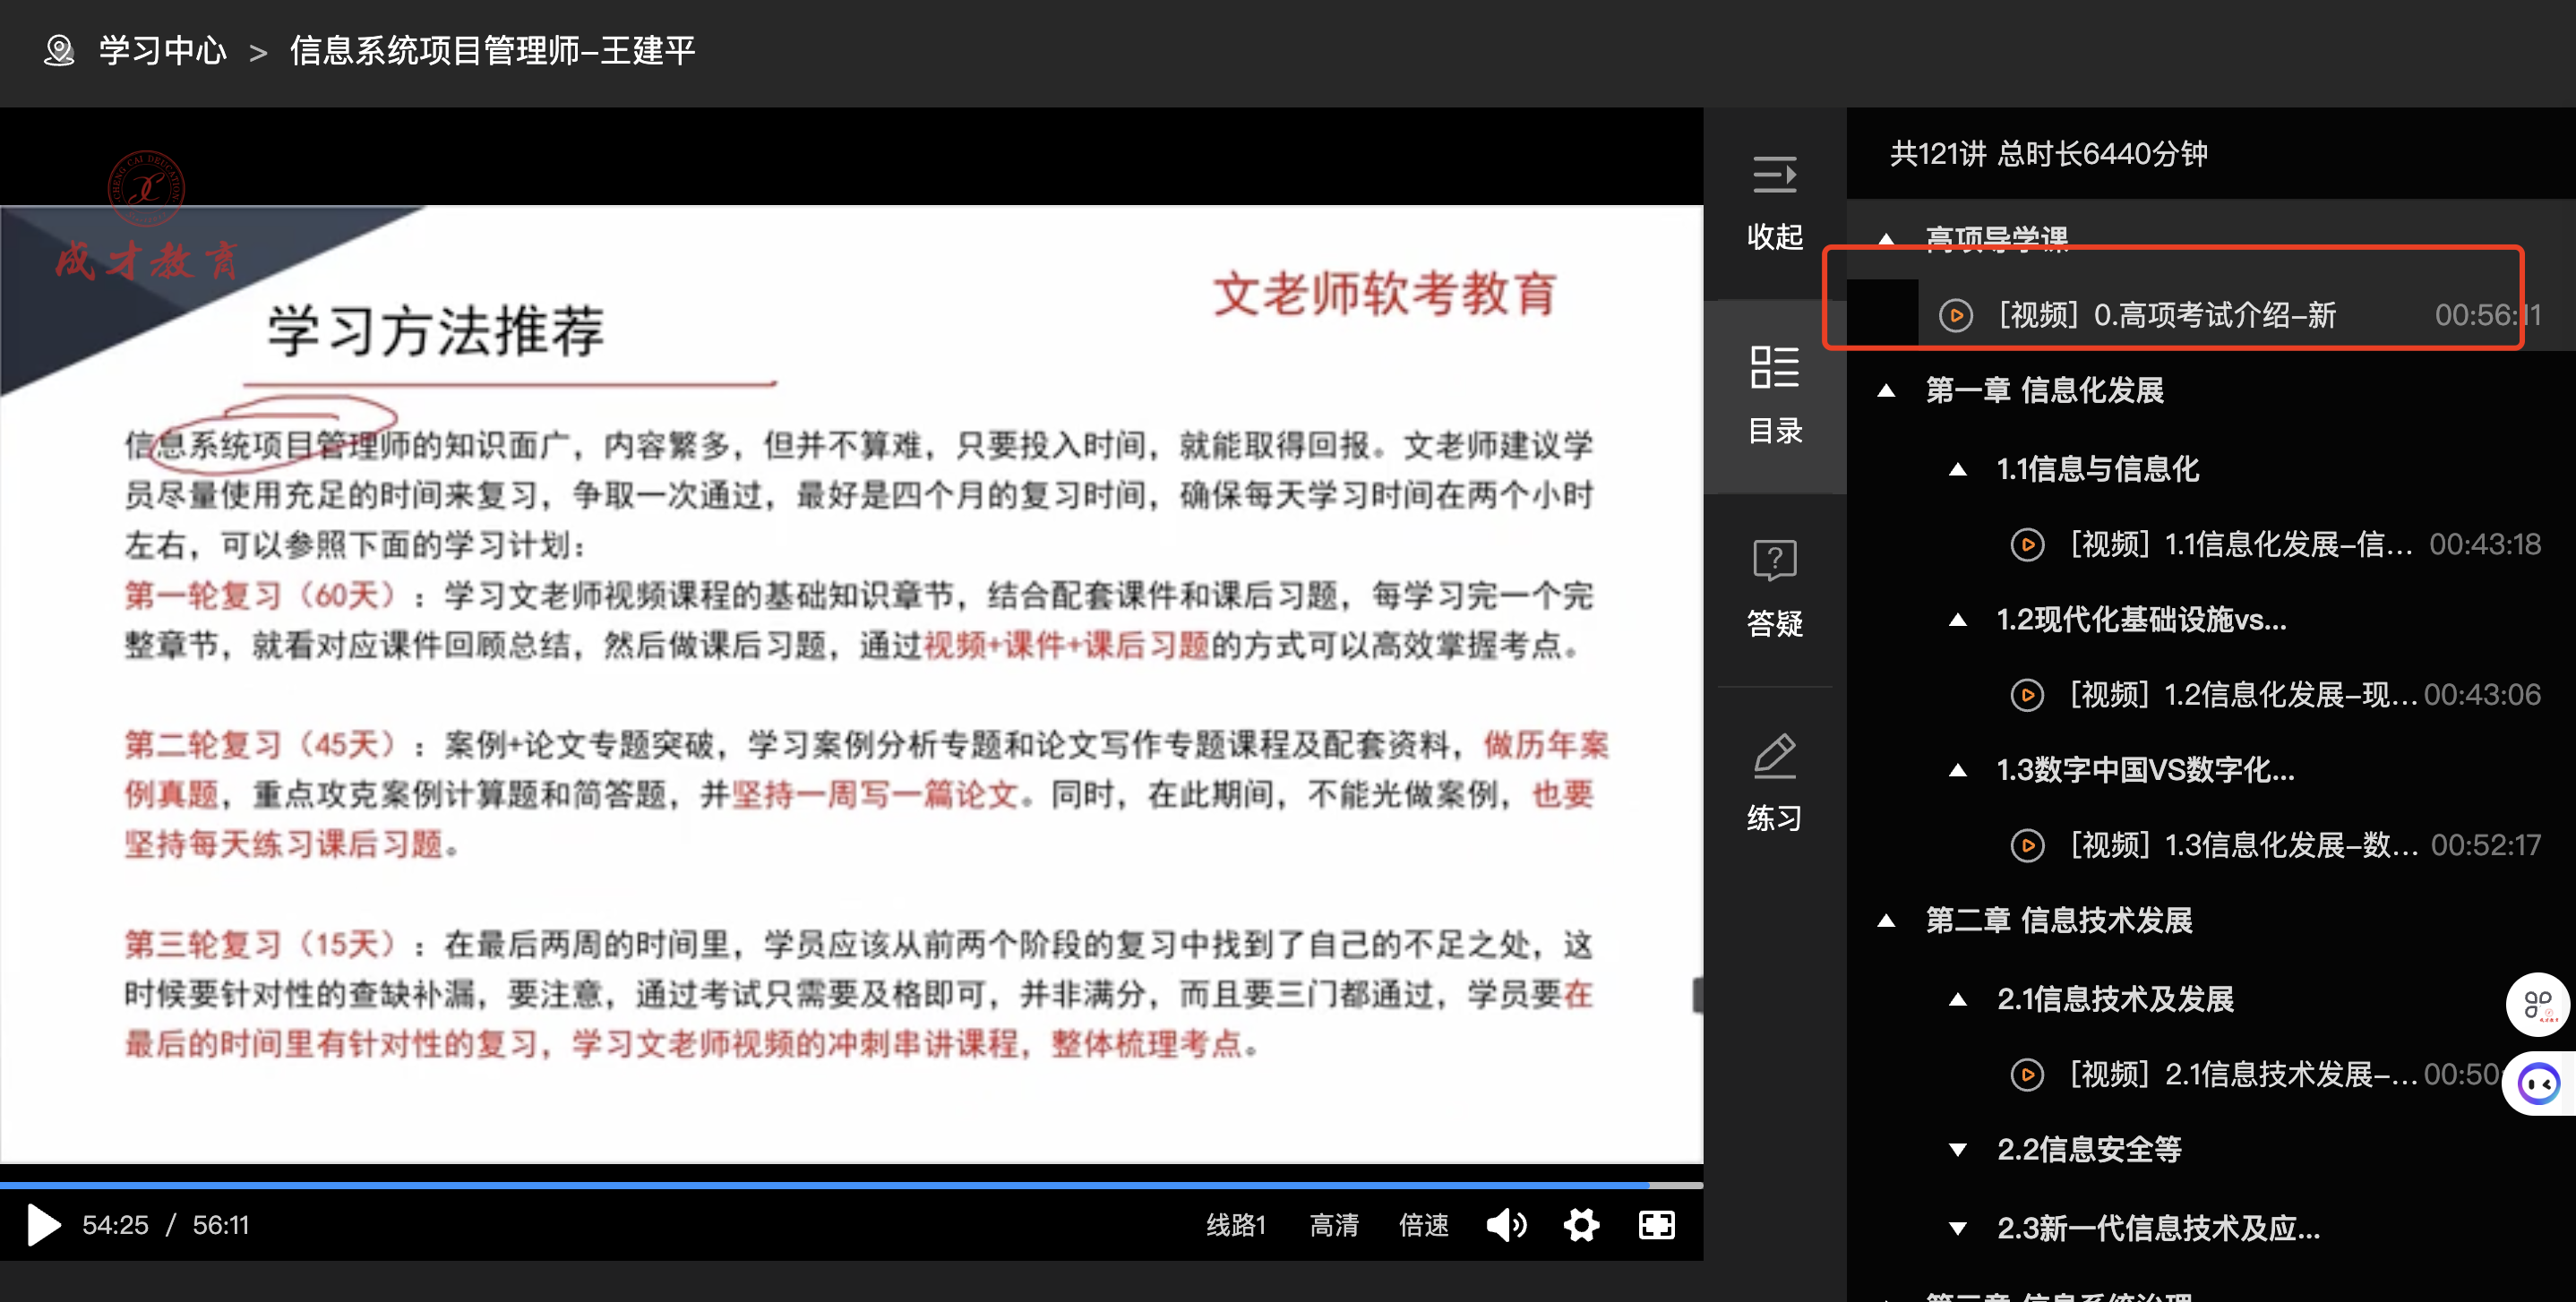 学习中心 > 信息系统项目管理师-王建平
CHENG CAI DEUCATION
成才教育
文老师软考教育
学习方法推荐
信息系统项目管理师的知识面广，内容繁多，但并不算难，只要投入时间，就能取得回报。文老师建议学
员尽量使用充足的时间来复习，争取一次通过，最好是四个月的复习时间，确保每天学习时间在两个小时
左右，可以参照下面的学习计划：
第一轮复习（60天）：学习文老师视频课程的基础知识章节，结合配套课件和课后习题，每学习完一个完
整章节，就看对应课件回顾总结，然后做课后习题，通过视频+课件+课后习题的方式可以高效掌握考点。
第二轮复习（45天）：案例+论文专题突破，学习案例分析专题和论文写作专题课程及配套资料，做历年案
例真题，重点攻克案例计算题和简答题，并坚持一周写一篇论文。同时，在此期间，不能光做案例，也要
坚持每天练习课后习题。
第三轮复习（15天）：在最后两周的时间里，学员应该从前两个阶段的复习中找到了自己的不足之处，这
时候要针对性的查缺补漏，要注意，通过考试只需要及格即可，并非满分，而且要三门都通过，学员要在
最后的时间里有针对性的复习，学习文老师视频的冲刺串讲课程，整体梳理考点。
54:25 / 56:11
线路1 高清 倍速
收起
目录
答疑
练习
共121讲 总时长6440分钟
高项导学课
[视频] 0.高项考试介绍-新 00:56:11
第一章 信息化发展
1.1信息与信息化
[视频] 1.1信息化发展-信... 00:43:18
1.2现代化基础设施vs...
[视频] 1.2信息化发展-现... 00:43:06
1.3数字中国VS数字化...
[视频] 1.3信息化发展-数... 00:52:17
第二章 信息技术发展
2.1信息技术及发展
[视频] 2.1信息技术发展-... 00:50:
2.2信息安全等
2.3新一代信息技术及应...
第三章 信息系统治理